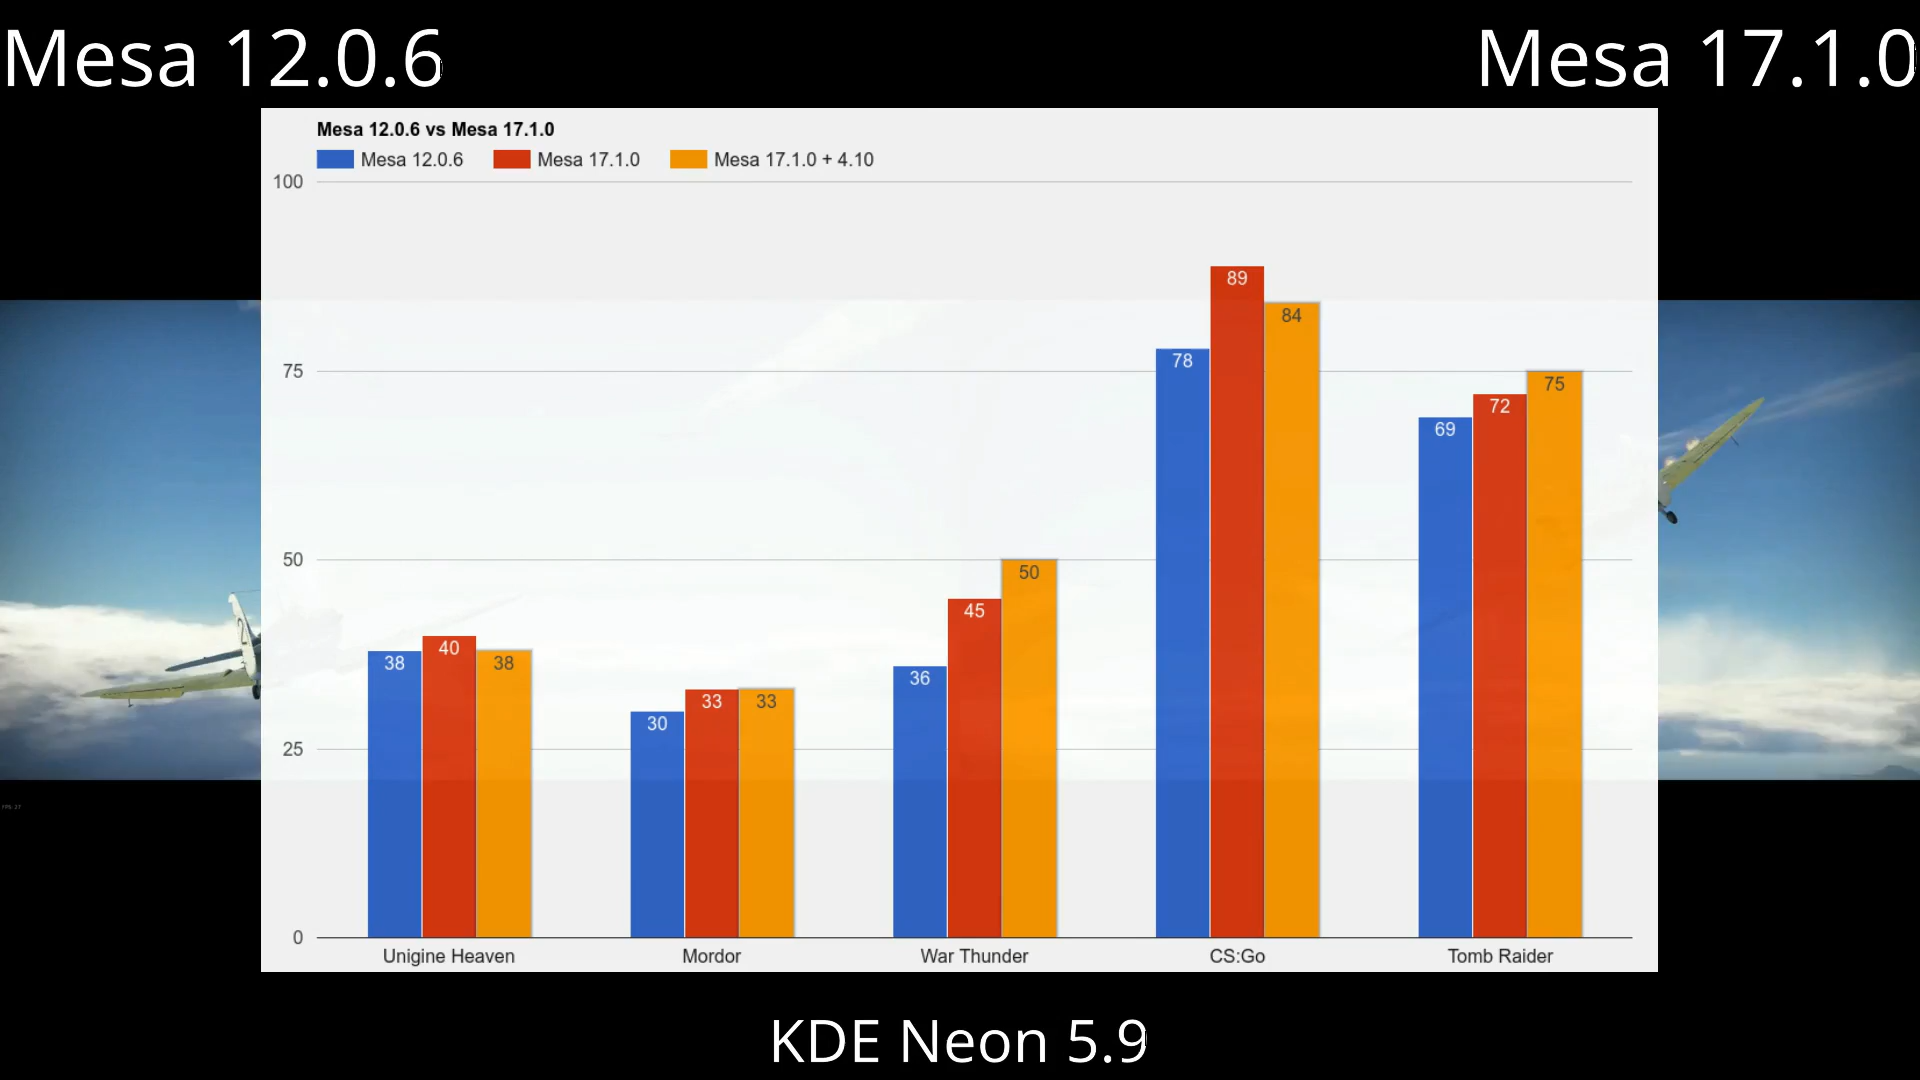 Mesa 12.0.6
Mesa 17.1.0
Mesa 12.0.6 vs Mesa 17.1.0
Mesa 12.0.6 Mesa 17.1.0 Mesa 17.1.0 + 4.10
100
75
50
25
0
38 40 38
30 33 33
36 45 50
78 89 84
69 72 75
Unigine Heaven Mordor War Thunder CS:Go Tomb Raider
2
KDE Neon 5.9